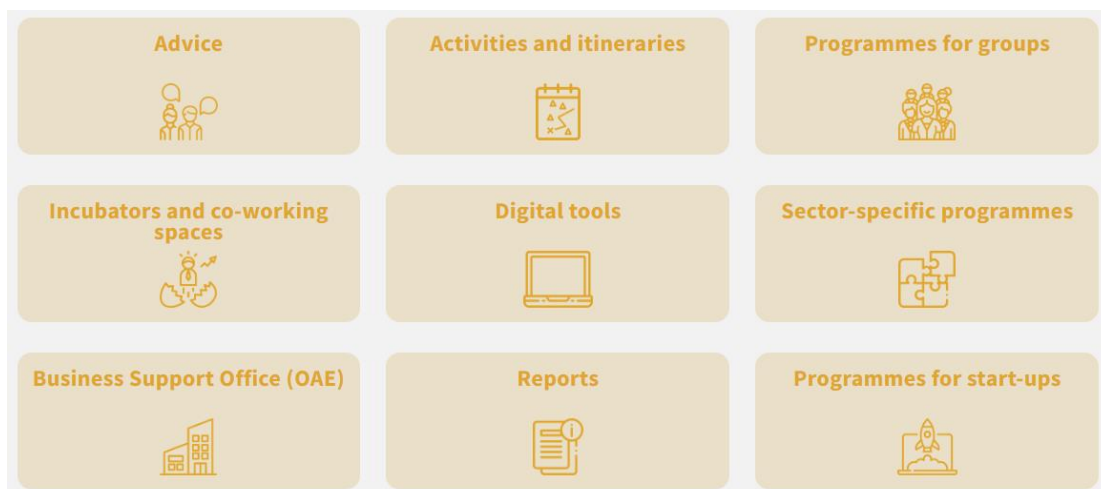 Advice
Activities and itineraries
Programmes for groups
Incubators and co-working
spaces
Digital tools
Sector-specific programmes
Business Support Office (OAE)
Reports
Programmes for start-ups